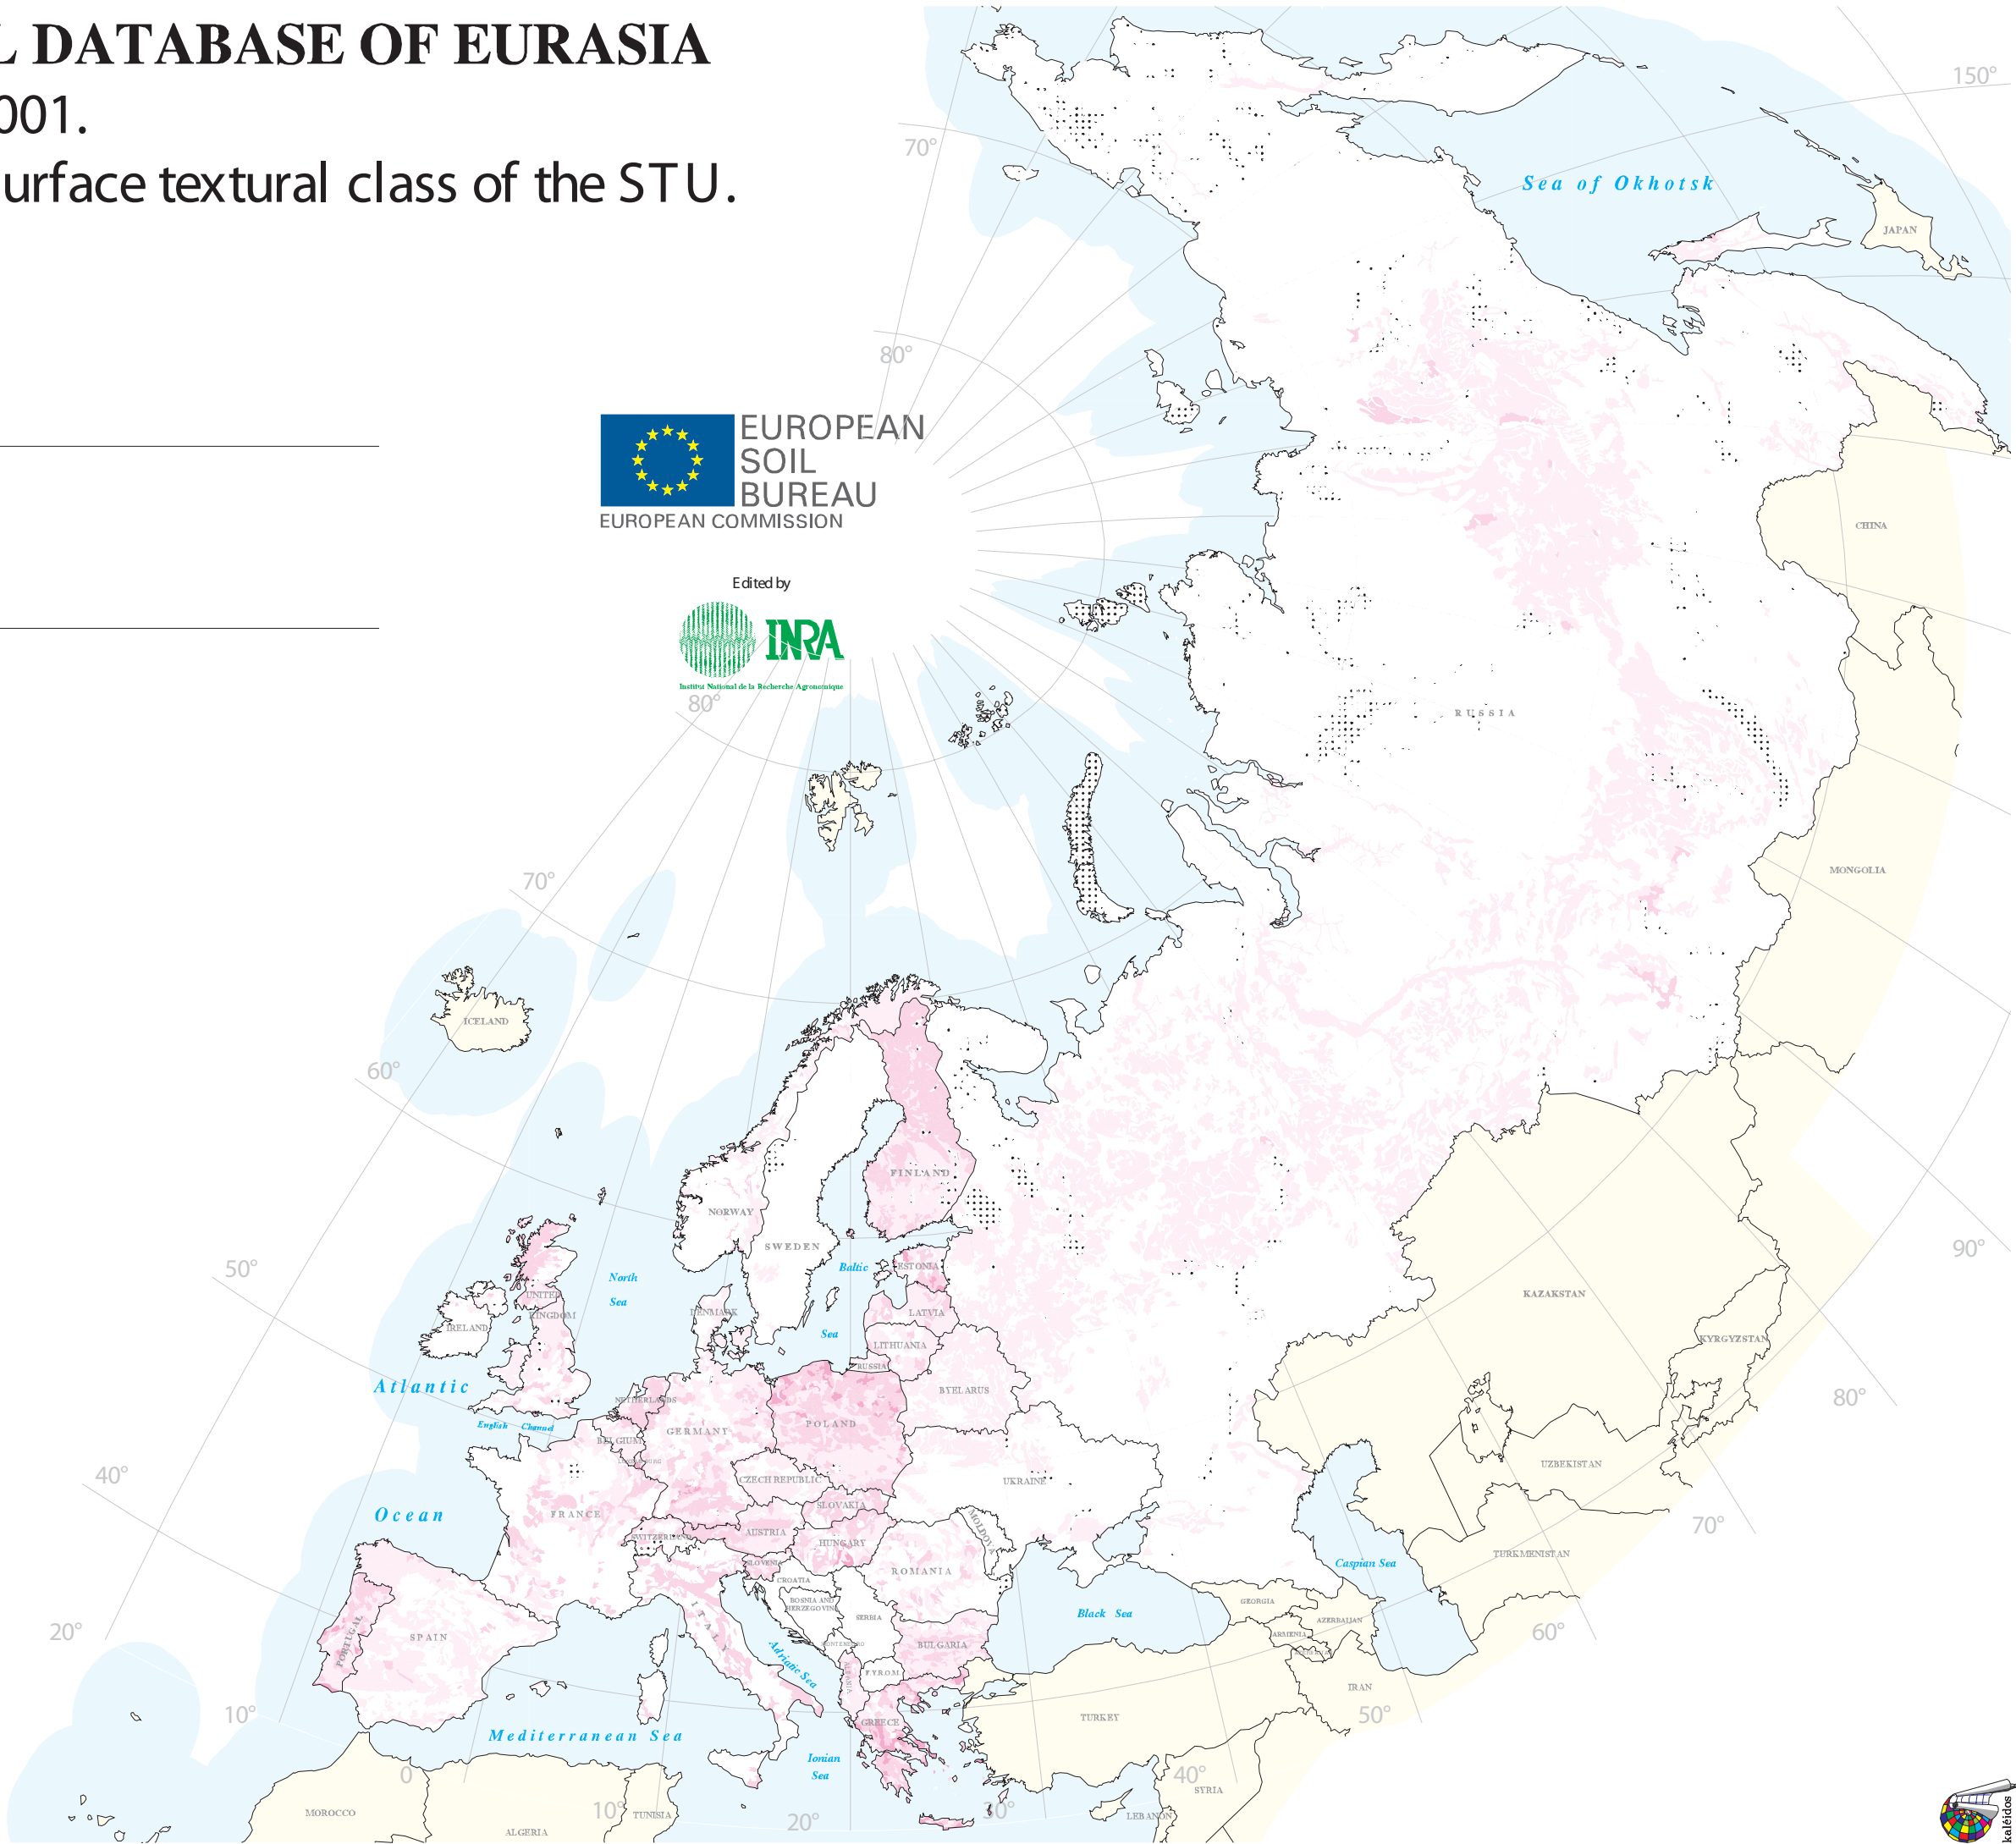 L DATABASE OF EURASIA
001.
urface textural class of the STU.
150°
70°
Sea of Okhotsk
JAPAN
80°
EUROPEAN
SOIL
BUREAU
EUROPEAN COMMISSION
CHINA
Edited by
INRA
Institut National de la Recherche Agronomique
80°
RUSSIA
MONGOLIA
70°
ICELAND
60°
FINLAND
NORWAY
SWEDEN
90°
50°
North
Sea
Baltic
Sea
ESTONIA
UNITED
KINGDOM
IRELAND
DENMARK
LATVIA
LITHUANIA
RUSSIA
KAZAKSTAN
KYRGYZSTAN
Atlantic
Ocean
English Channel
NETHERLANDS
BELGIUM
LUXEMBOURG
GERMANY
POLAND
BYELARUS
80°
40°
CZECH REPUBLIC
UKRAINE
UZBEKISTAN
FRANCE
SLOVAKIA
SWITZERLAND
AUSTRIA
HUNGARY
MOLDOVA
70°
TURKMENISTAN
Caspian Sea
SLOVENIA
CROATIA
ROMANIA
BOSNIA AND
HERZEGOVINA
SERBIA
GEORGIA
AZERBAIJAN
ARMENIA
Black Sea
60°
20°
PORTUGAL
SPAIN
ITALY
Adriatic Sea
MONTENEGRO
BULGARIA
ALBANIA
F.Y.R.O.M.
IRAN
10°
50°
GREECE
TURKEY
Mediterranean Sea
Ionian
Sea
0
40°
SYRIA
MOROCCO
10°
TUNISIA
20°
30°
LEBANON
ALGERIA
kaléidos